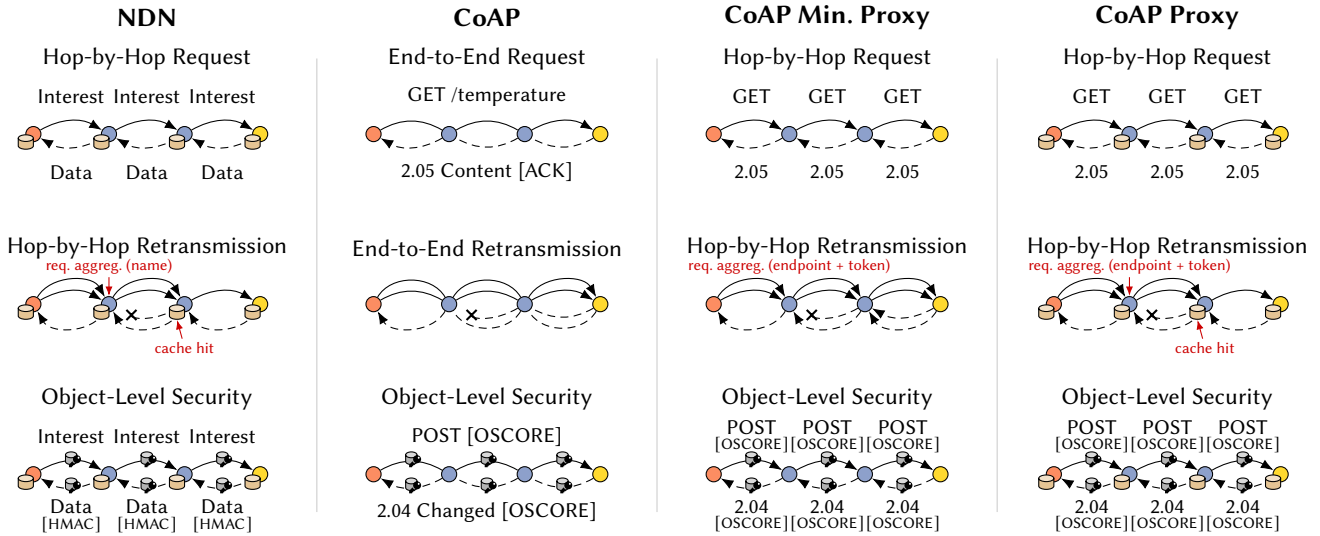 NDN
Hop-by-Hop Request
Interest Interest Interest
Data Data Data
Hop-by-Hop Retransmission
req. aggreg. (name)
cache hit
Object-Level Security
Interest Interest Interest
Data Data Data
[HMAC] [HMAC] [HMAC]
CoAP
End-to-End Request
GET /temperature
2.05 Content [ACK]
End-to-End Retransmission
Object-Level Security
POST [OSCORE]
2.04 Changed [OSCORE]
CoAP Min. Proxy
Hop-by-Hop Request
GET GET GET
2.05 2.05 2.05
Hop-by-Hop Retransmission
req. aggreg. (endpoint + token)
Object-Level Security
POST POST POST
[OSCORE] [OSCORE] [OSCORE]
2.04 2.04 2.04
[OSCORE] [OSCORE] [OSCORE]
CoAP Proxy
Hop-by-Hop Request
GET GET GET
2.05 2.05 2.05
Hop-by-Hop Retransmission
req. aggreg. (endpoint + token)
cache hit
Object-Level Security
POST POST POST
[OSCORE] [OSCORE] [OSCORE]
2.04 2.04 2.04
[OSCORE] [OSCORE] [OSCORE]